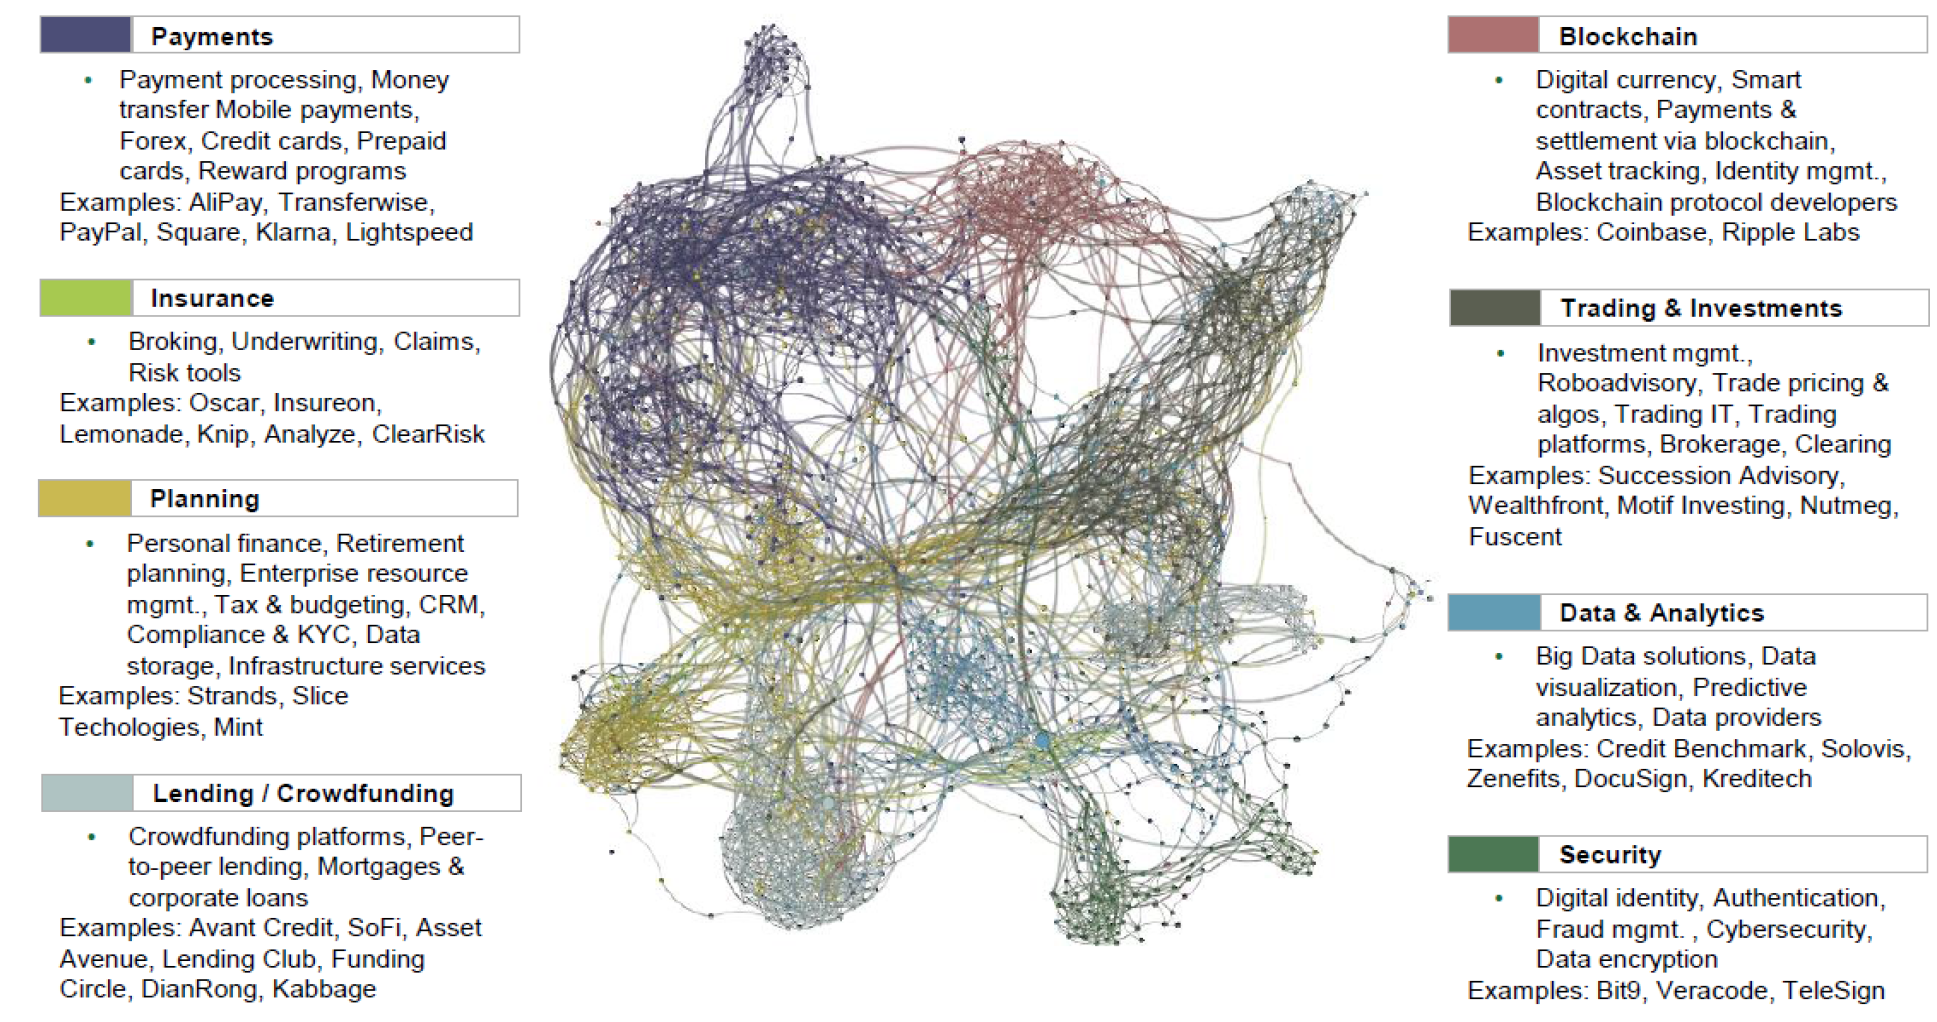 Payments
• Payment processing, Money
transfer Mobile payments,
Forex, Credit cards, Prepaid
cards, Reward programs
Examples: AliPay, Transferwise,
PayPal, Square, Klarna, Lightspeed
Insurance
• Broking, Underwriting, Claims,
Risk tools
Examples: Oscar, Insureon,
Lemonade, Knip, Analyze, ClearRisk
Planning
• Personal finance, Retirement
planning, Enterprise resource
mgmt., Tax & budgeting, CRM,
Compliance & KYC, Data
storage, Infrastructure services
Examples: Strands, Slice
Techologies, Mint
Lending / Crowdfunding
• Crowdfunding platforms, Peer-
to-peer lending, Mortgages &
corporate loans
Examples: Avant Credit, SoFi, Asset
Avenue, Lending Club, Funding
Circle, DianRong, Kabbage
Blockchain
• Digital currency, Smart
contracts, Payments &
settlement via blockchain,
Asset tracking, Identity mgmt.,
Blockchain protocol developers
Examples: Coinbase, Ripple Labs
Trading & Investments
• Investment mgmt.,
Roboadvisory, Trade pricing &
algos, Trading IT, Trading
platforms, Brokerage, Clearing
Examples: Succession Advisory,
Wealthfront, Motif Investing, Nutmeg,
Fuscent
Data & Analytics
• Big Data solutions, Data
visualization, Predictive
analytics, Data providers
Examples: Credit Benchmark, Solovis,
Zenefits, DocuSign, Kreditech
Security
• Digital identity, Authentication,
Fraud mgmt. , Cybersecurity,
Data encryption
Examples: Bit9, Veracode, TeleSign